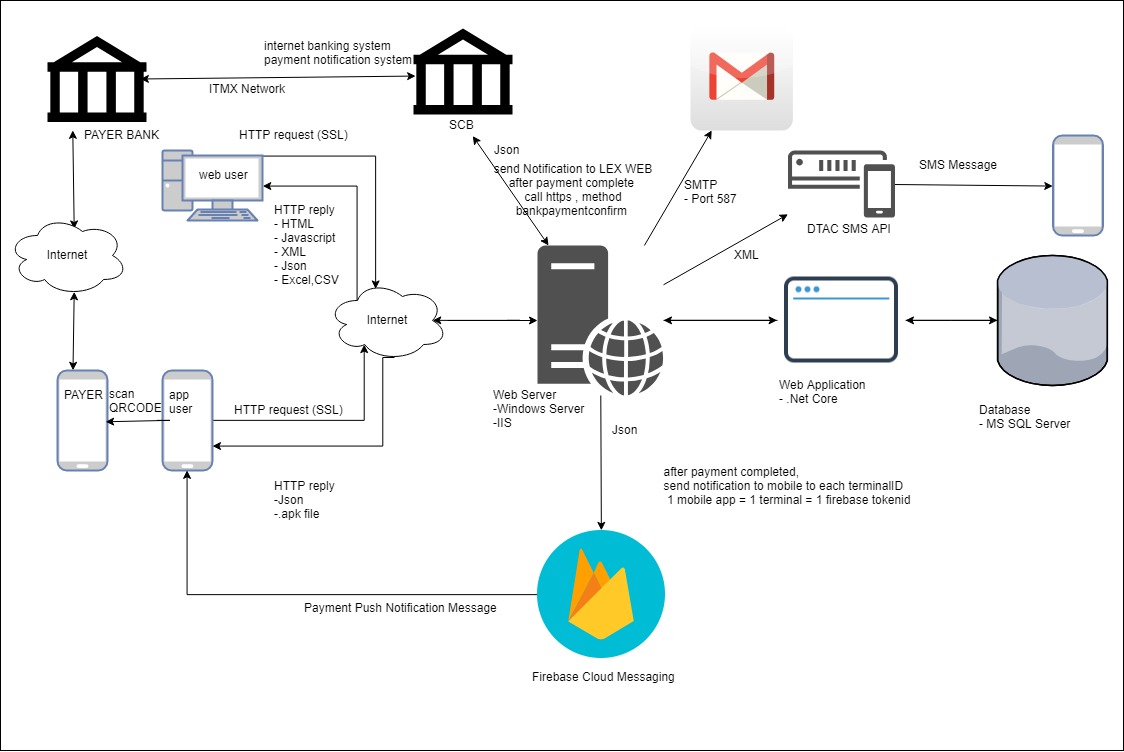 internet banking system
payment notification system
ITMX Network
PAYER BANK
SCB
HTTP request (SSL)
web user
HTTP reply
- HTML
- Javascript
- XML
- Json
- Excel,CSV
Json
send Notification to LEX WEB
after payment complete
call https , method
bankpaymentconfirm
SMTP
- Port 587
SMS Message
DTAC SMS API
XML
Internet
Internet
PAYER
scan
QRCODE
app
user
HTTP request (SSL)
Web Server
-Windows Server
-IIS
Web Application
- .Net Core
Database
- MS SQL Server
Json
HTTP reply
-Json
-.apk file
after payment completed,
send notification to mobile to each terminalID
1 mobile app = 1 terminal = 1 firebase tokenid
Payment Push Notification Message
Firebase Cloud Messaging